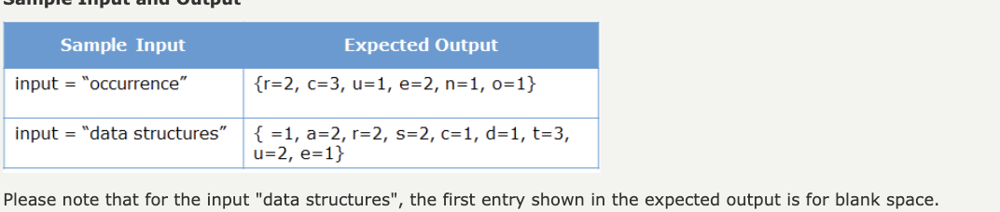 Sample Input and Output
Sample Input Expected Output
input = “occurrence” {r=2, c=3, u=1, e=2, n=1, o=1}
input = “data structures” { =1, a=2, r=2, s=2, c=1, d=1, t=3,
u=2, e=1}
Please note that for the input "data structures", the first entry shown in the expected output is for blank space.